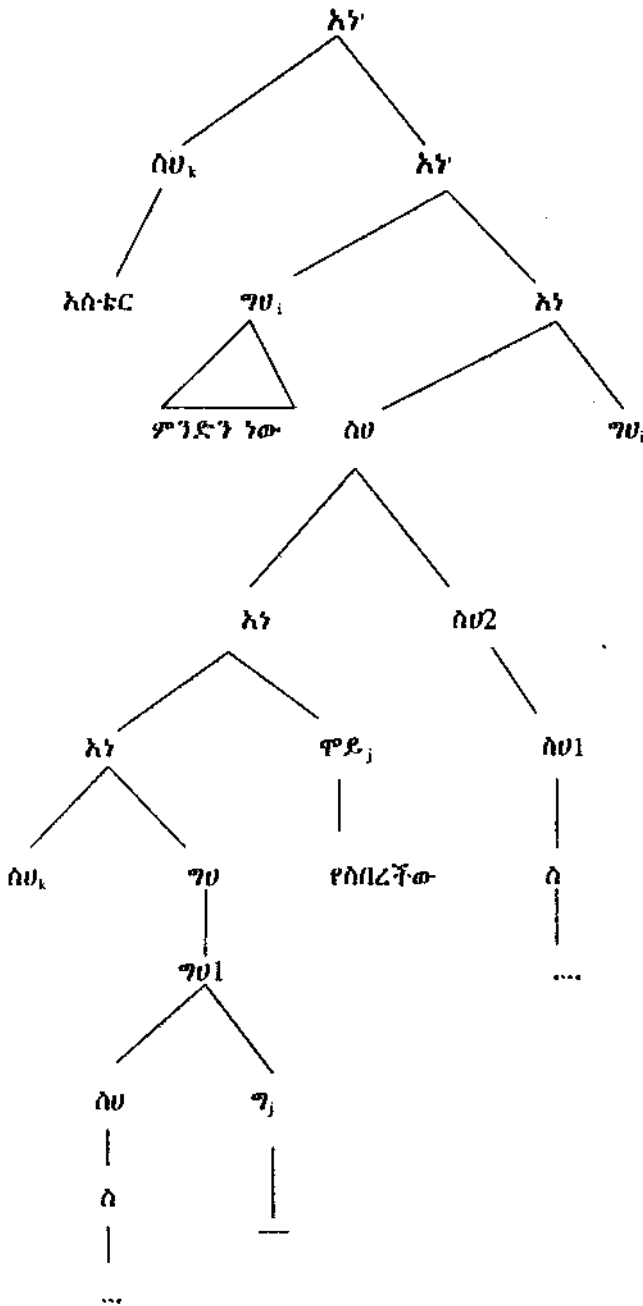 አነ'
ስሀₖ አነ'
አስቴር ግሀᵢ አነ
ምንድን ነው ስሀ ግሀᵢ
አነ ስሀ2
አነ ሞይⱼ ስሀ1
ስሀₖ ግሀ የሰበረችው ስ
ግሀ1 ....
ስሀ ግⱼ
ስ
....